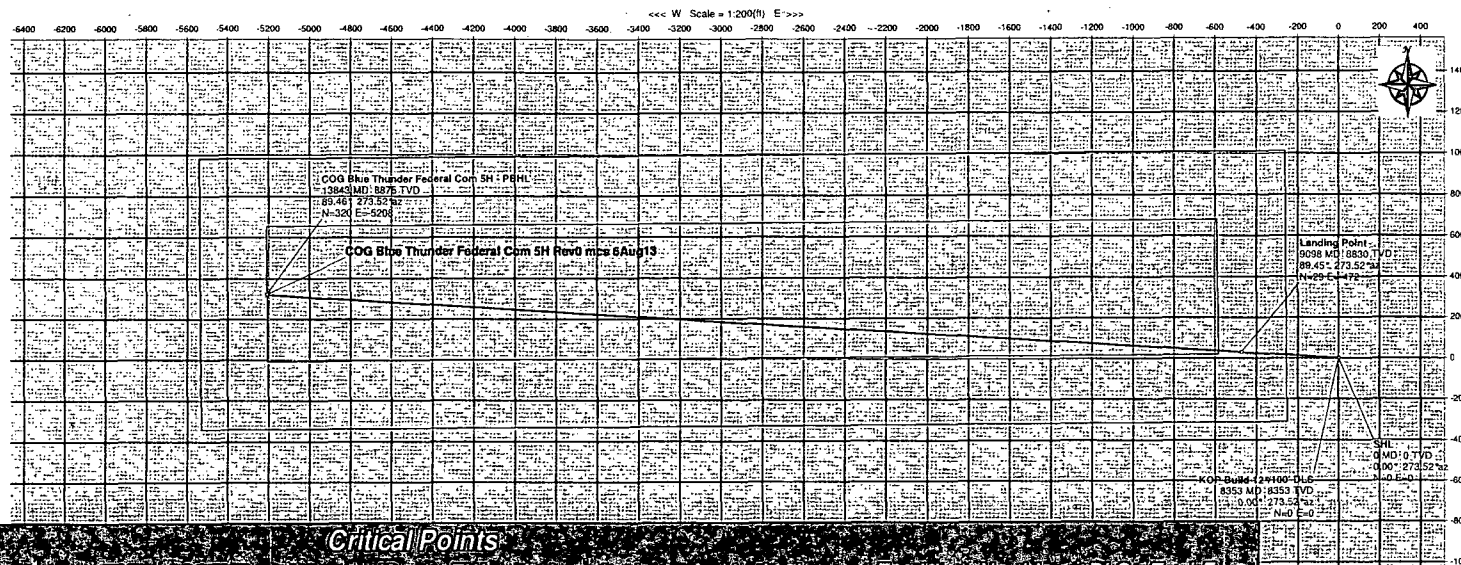 <<< W Scale = 1:200(ft) E >>>
-6400 -6200 -6000 -5800 -5600 -5400 -5200 -5000 -4800 -4600 -4400 -4200 -4000 -3800 -3600 -3400 -3200 -3000 -2800 -2600 -2400 -2200 -2000 -1800 -1600 -1400 -1200 -1000 -800 -600 -400 -200 0 200 400
COG Blue Thunder Federal Com 5H - PBHL
13843 MD 8875 TVD
89.46° 273.52° az
N=320 E=-5208
COG Blue Thunder Federal Com 5H Rev0 mcs 6Aug13
Landing Point
9098 MD 8830 TVD
89.45° 273.52° az
N=29 E=-472
SHL
0 MD 0 TVD
0.00° 273.52° az
N=0 E=0
KOP Build 12°/100' DLS
8353 MD 8353 TVD
0.00° 273.52° az
N=0 E=0
Critical Points